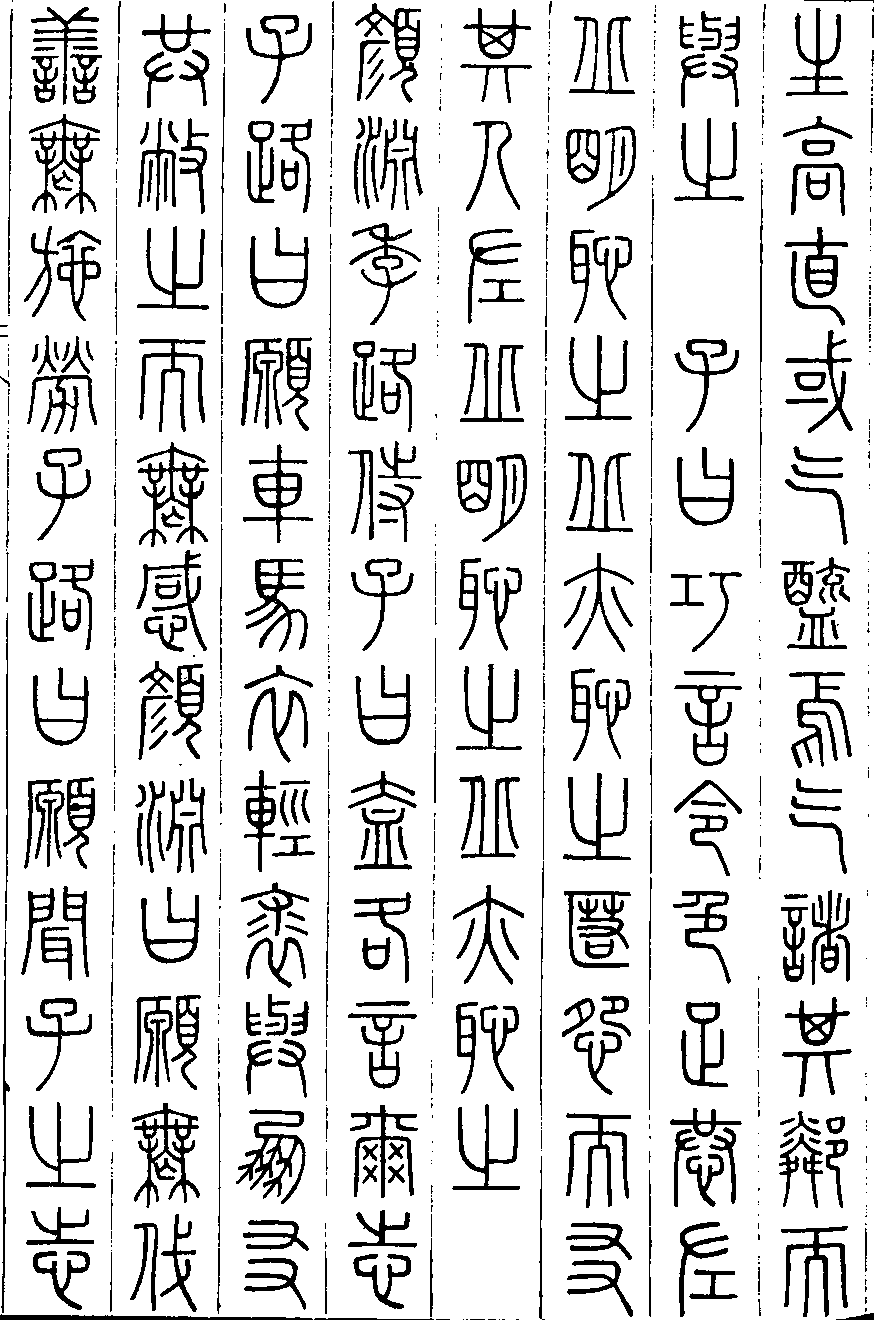 生高直或乞醯焉乞諸其鄰而
與之 子曰巧言令色足恭左
丘明恥之丘亦恥之匿怨而友
其人左丘明恥之丘亦恥之
顏淵季路侍子曰盍各言爾志
子路曰願車馬衣輕裘與朋友
共敝之而無感顏淵曰願無伐
善無施勞子路曰願聞子之志